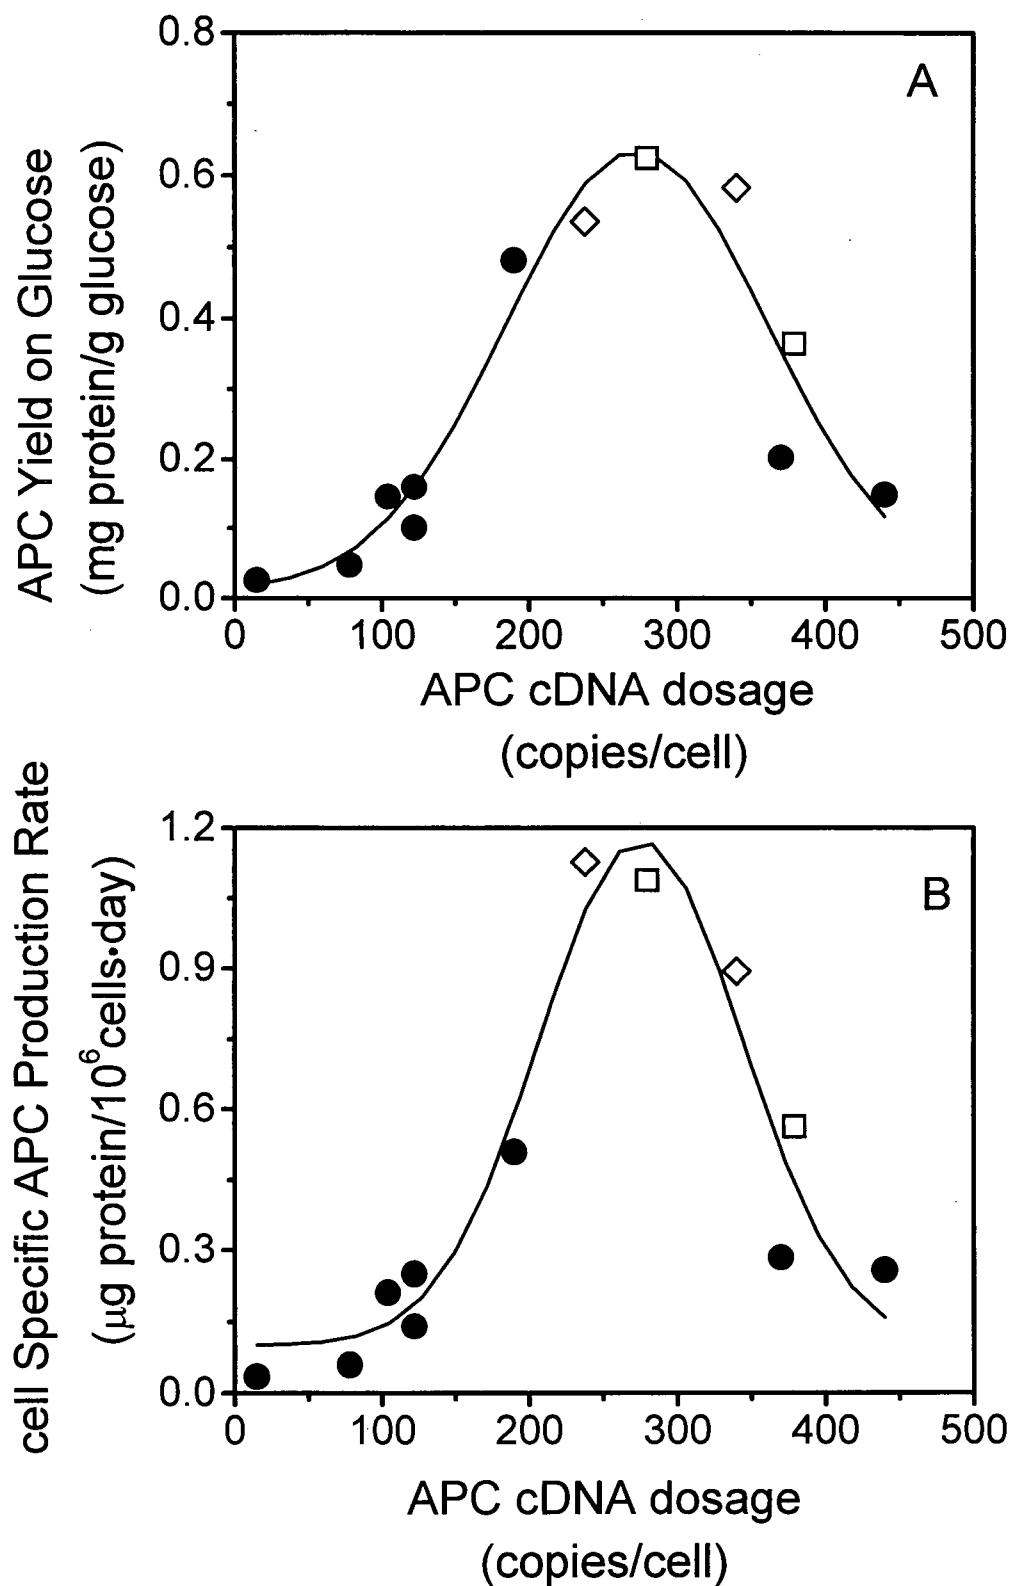 APC Yield on Glucose
(mg protein/g glucose)
0.8
0.6
0.4
0.2
0.0
A
0 100 200 300 400 500
APC cDNA dosage
(copies/cell)
cell Specific APC Production Rate
(μg protein/10⁶cells•day)
1.2
0.9
0.6
0.3
0.0
B
0 100 200 300 400 500
APC cDNA dosage
(copies/cell)